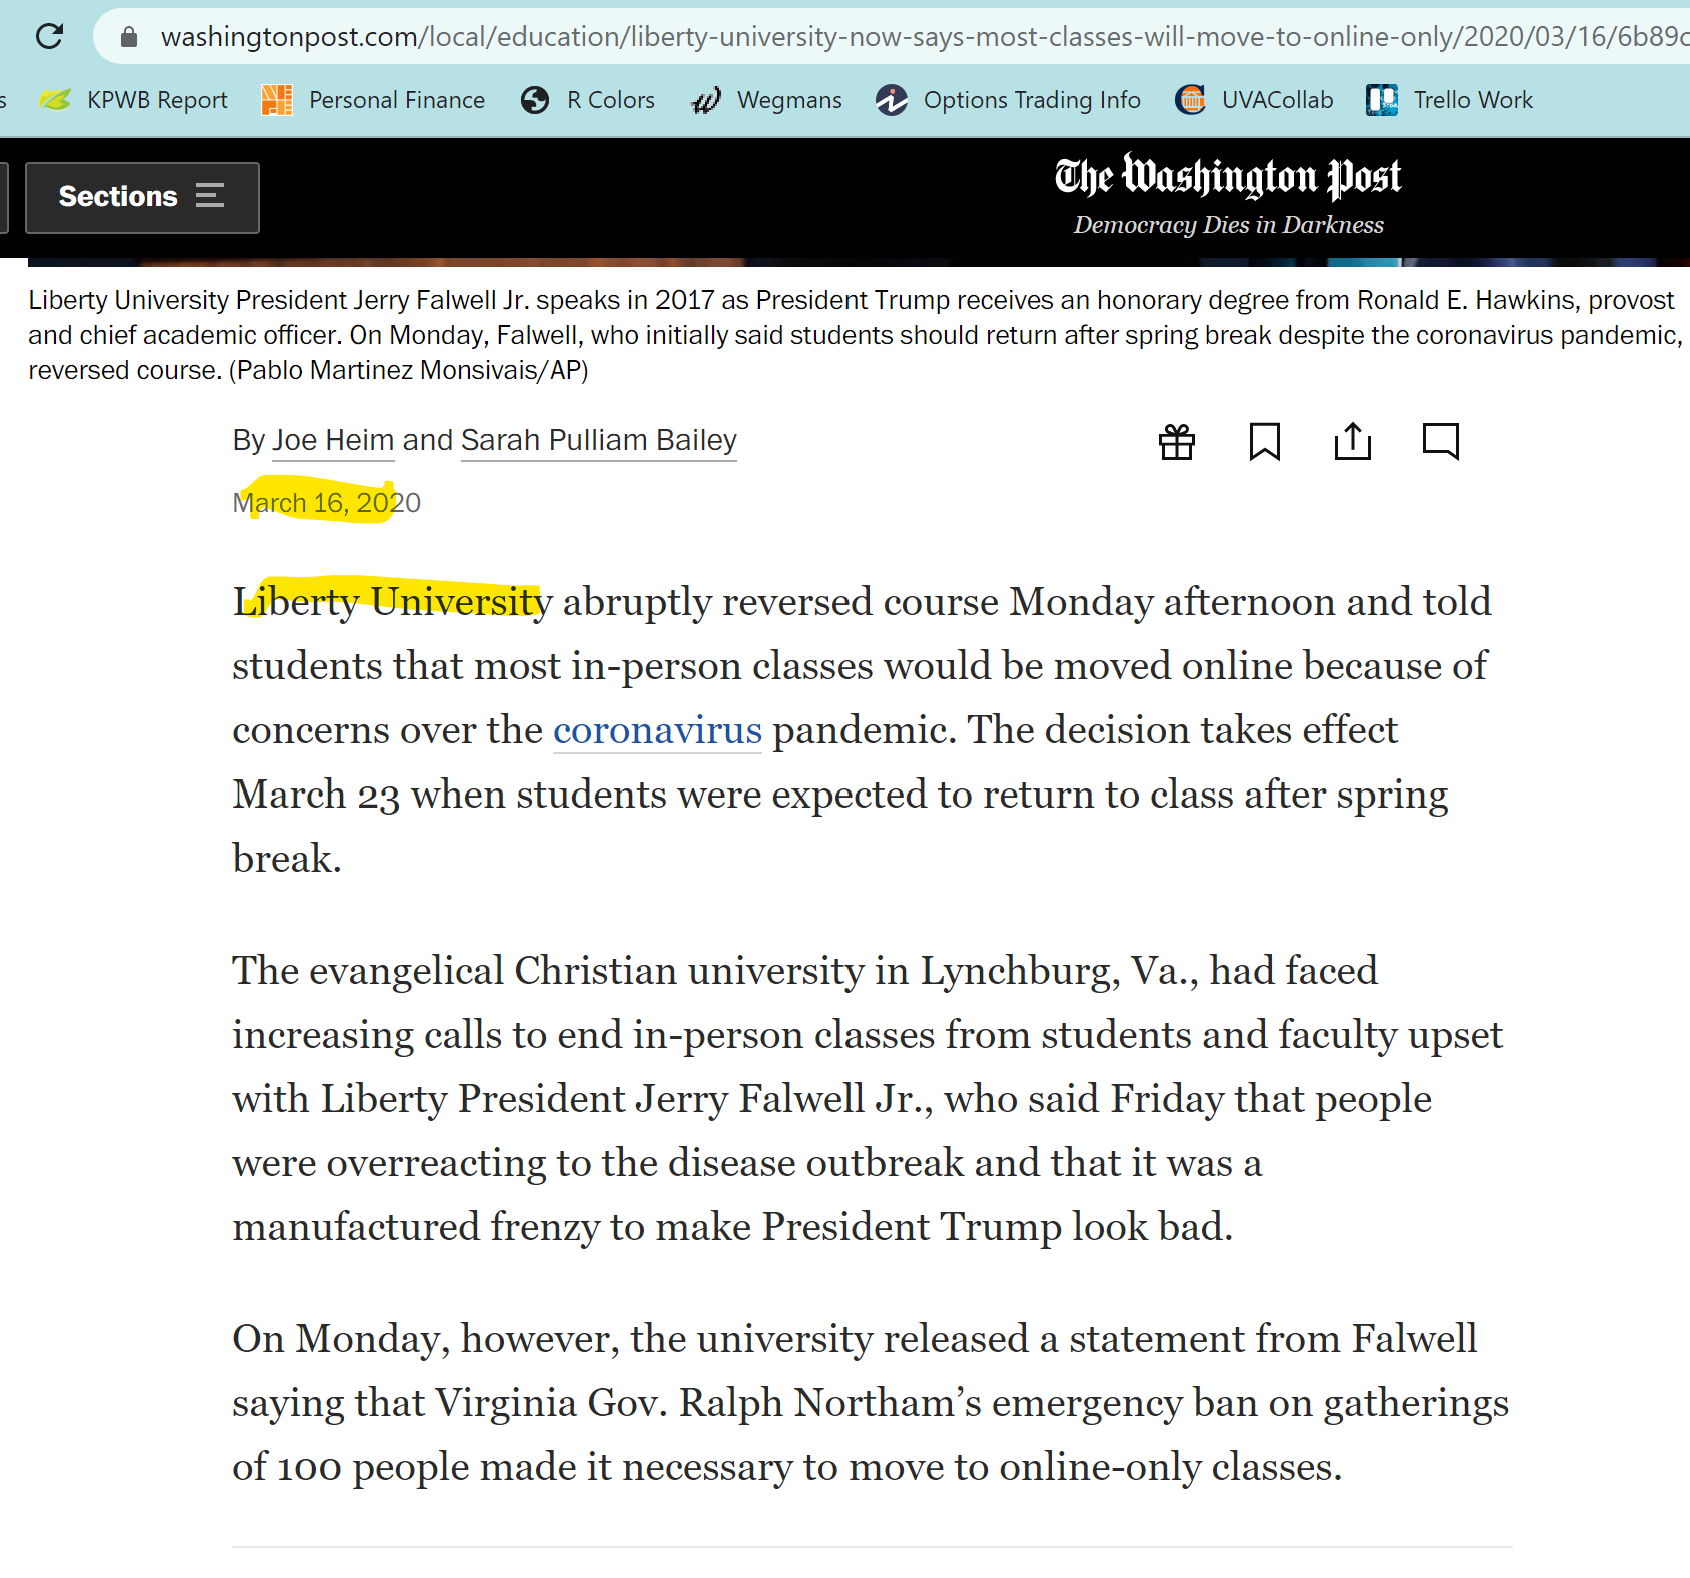 washingtonpost.com/local/education/liberty-university-now-says-most-classes-will-move-to-online-only/2020/03/16/6b89c
s KPWB Report Personal Finance R Colors Wegmans Options Trading Info UVACollab Trello Work
Sections The Washington Post
Democracy Dies in Darkness
Liberty University President Jerry Falwell Jr. speaks in 2017 as President Trump receives an honorary degree from Ronald E. Hawkins, provost
and chief academic officer. On Monday, Falwell, who initially said students should return after spring break despite the coronavirus pandemic,
reversed course. (Pablo Martinez Monsivais/AP)
By Joe Heim and Sarah Pulliam Bailey
March 16, 2020
Liberty University abruptly reversed course Monday afternoon and told
students that most in-person classes would be moved online because of
concerns over the coronavirus pandemic. The decision takes effect
March 23 when students were expected to return to class after spring
break.
The evangelical Christian university in Lynchburg, Va., had faced
increasing calls to end in-person classes from students and faculty upset
with Liberty President Jerry Falwell Jr., who said Friday that people
were overreacting to the disease outbreak and that it was a
manufactured frenzy to make President Trump look bad.
On Monday, however, the university released a statement from Falwell
saying that Virginia Gov. Ralph Northam’s emergency ban on gatherings
of 100 people made it necessary to move to online-only classes.